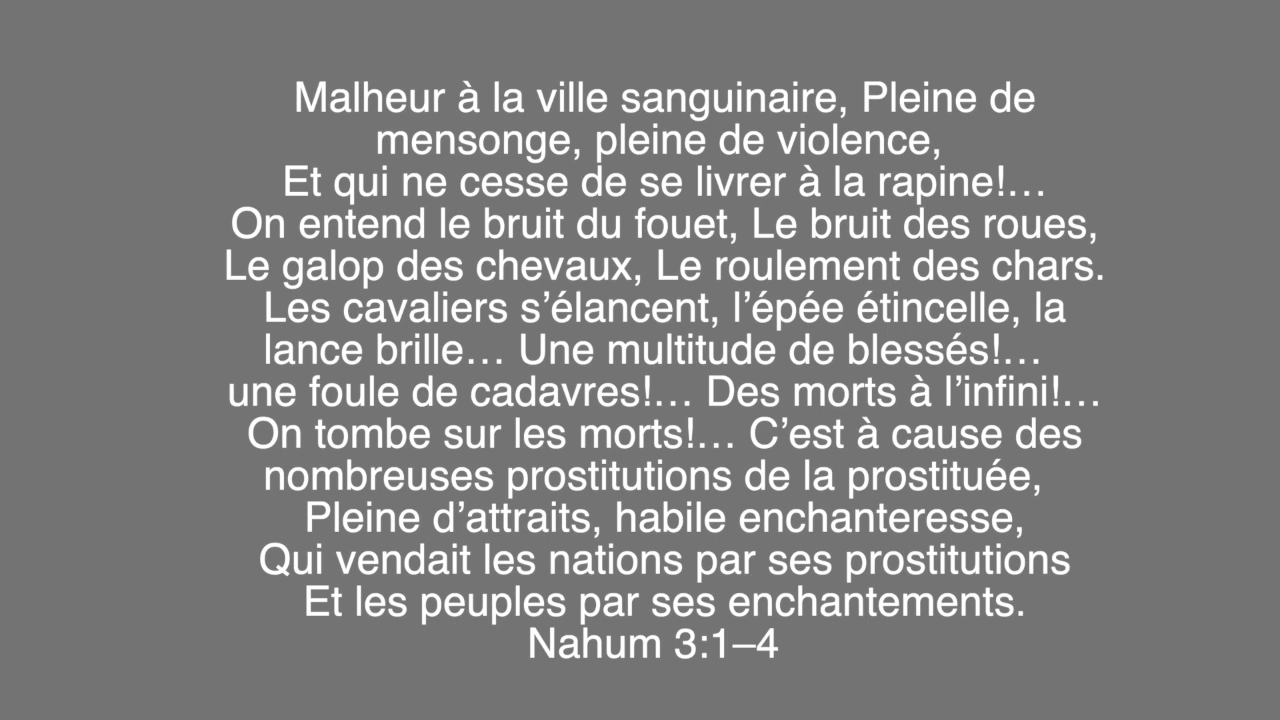 Malheur à la ville sanguinaire, Pleine de
mensonge, pleine de violence,
Et qui ne cesse de se livrer à la rapine!…
On entend le bruit du fouet, Le bruit des roues,
Le galop des chevaux, Le roulement des chars.
Les cavaliers s’élancent, l’épée étincelle, la
lance brille… Une multitude de blessés!…
une foule de cadavres!… Des morts à l’infini!…
On tombe sur les morts!… C’est à cause des
nombreuses prostitutions de la prostituée,
Pleine d’attraits, habile enchanteresse,
Qui vendait les nations par ses prostitutions
Et les peuples par ses enchantements.
Nahum 3:1–4